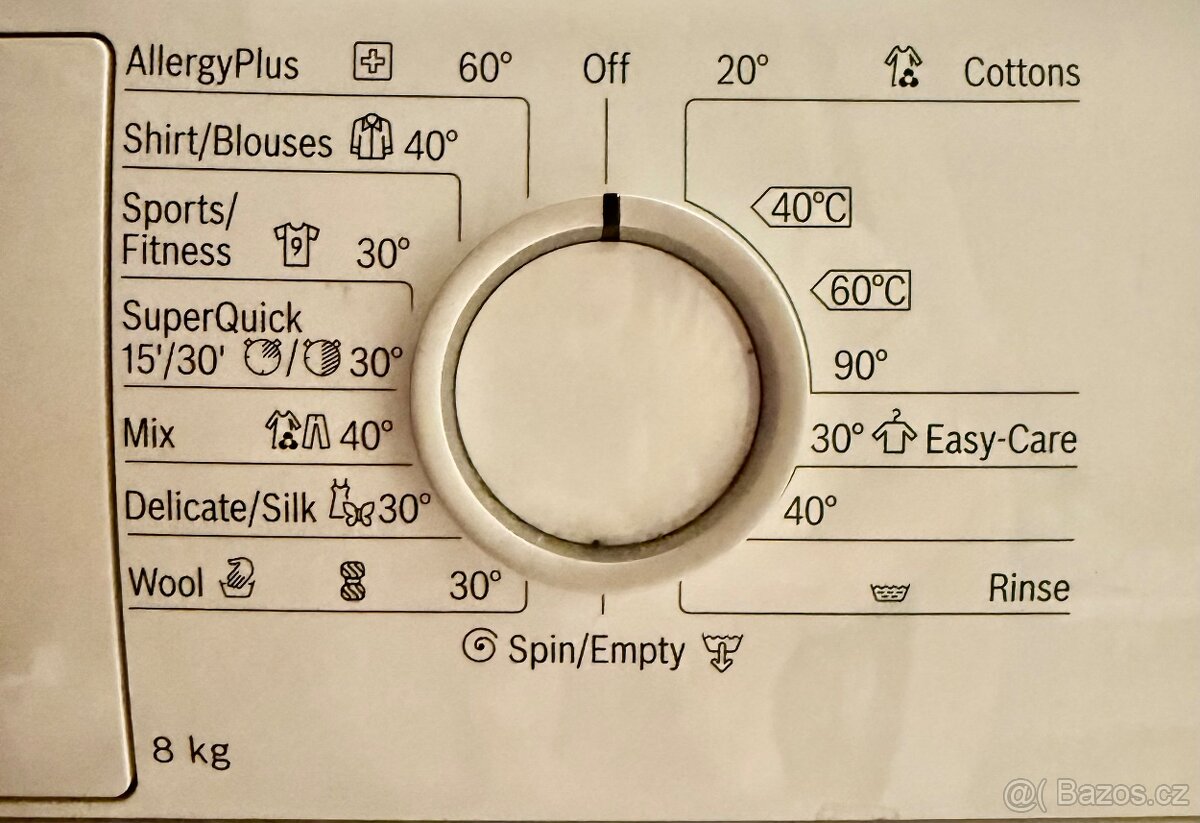 AllergyPlus 60° Off 20° Cottons
Shirt/Blouses 40°
Sports/
Fitness 9 30°
40°C
60°C
SuperQuick
15'/30' / 30°
90°
Mix 40°
30° Easy-Care
Delicate/Silk 30°
40°
Wool 30°
Rinse
Spin/Empty
8 kg
@( Bazos.cz